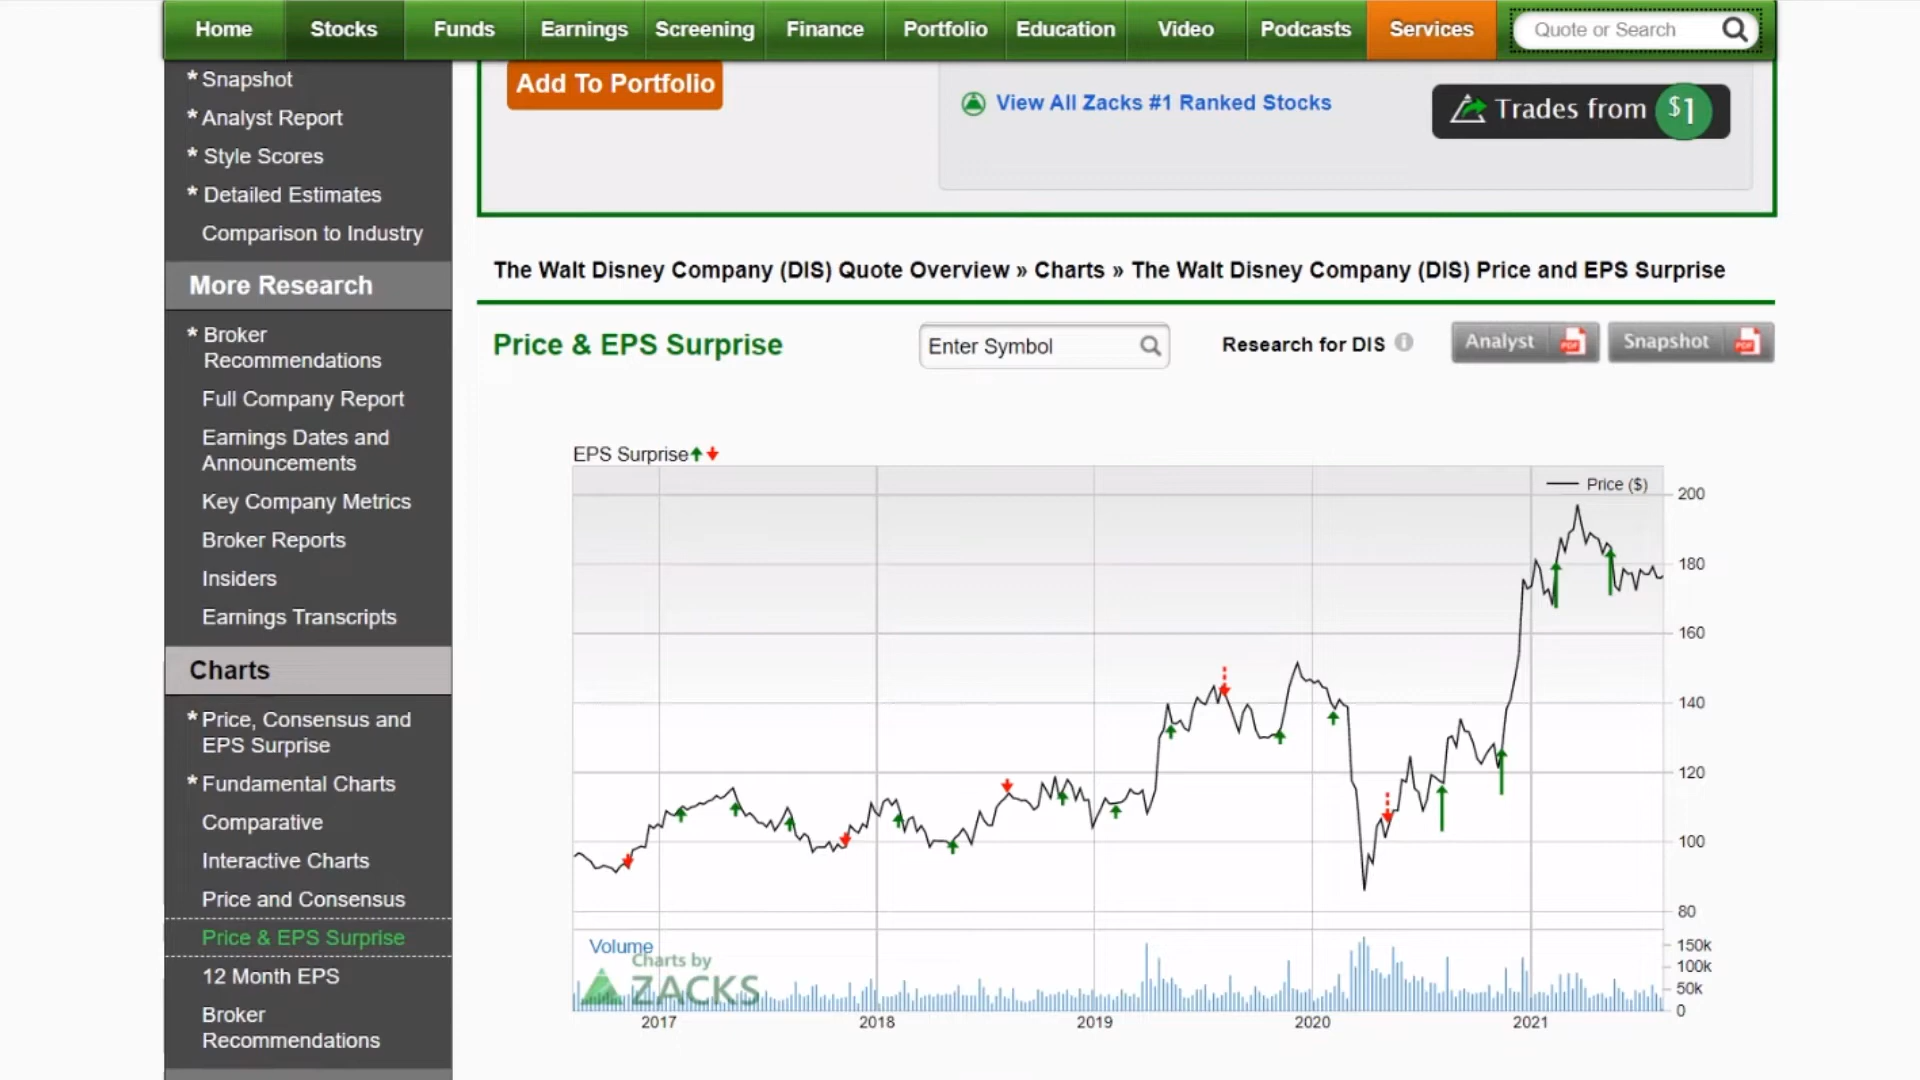 Home Stocks Funds Earnings Screening Finance Portfolio Education Video Podcasts Services Quote or Search
* Snapshot
* Analyst Report
* Style Scores
* Detailed Estimates
Comparison to Industry
More Research
* Broker
Recommendations
Full Company Report
Earnings Dates and
Announcements
Key Company Metrics
Broker Reports
Insiders
Earnings Transcripts
Charts
* Price, Consensus and
EPS Surprise
* Fundamental Charts
Comparative
Interactive Charts
Price and Consensus
Price & EPS Surprise
12 Month EPS
Broker
Recommendations
Add To Portfolio
View All Zacks #1 Ranked Stocks
Trades from $1
The Walt Disney Company (DIS) Quote Overview » Charts » The Walt Disney Company (DIS) Price and EPS Surprise
Price & EPS Surprise
Enter Symbol
Research for DIS
Analyst
Snapshot
EPS Surprise
Price ($)
200
180
160
140
120
100
80
Volume
Charts by
ZACKS
150k
100k
50k
0
2017 2018 2019 2020 2021